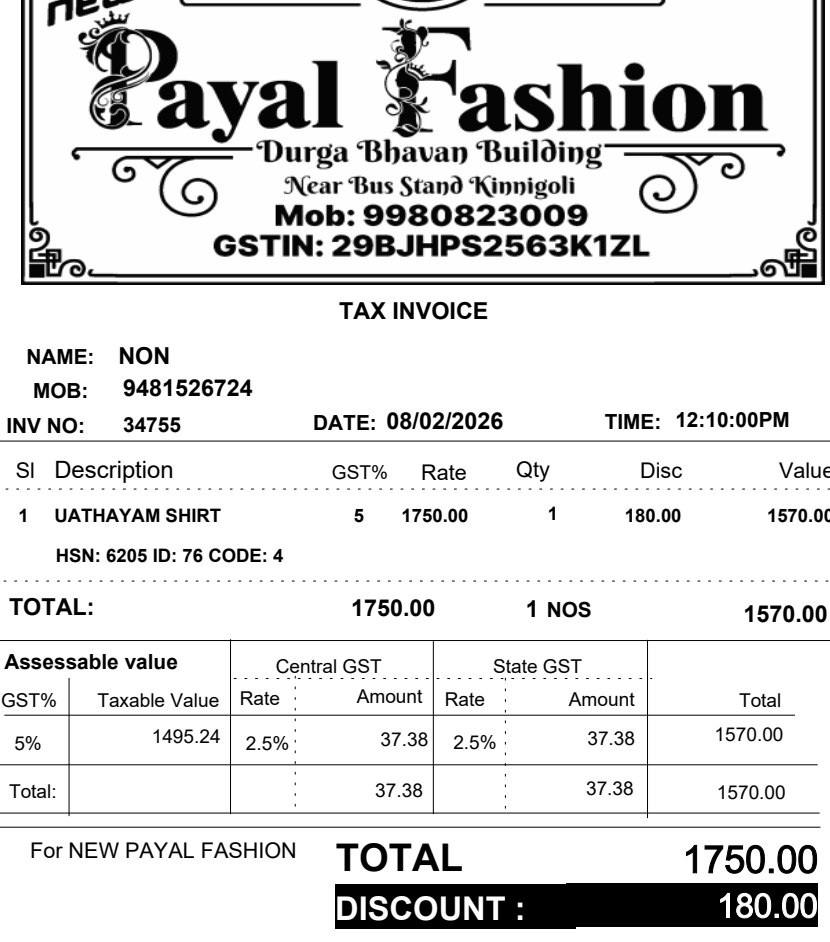 new
Payal Fashion
Durga Bhavan Building
Near Bus Stand Kinnigoli
Mob: 9980823009
GSTIN: 29BJHPS2563K1ZL
TAX INVOICE
NAME: NON
MOB: 9481526724
INV NO: 34755 DATE: 08/02/2026 TIME: 12:10:00PM
Sl Description GST% Rate Qty Disc Value
1 UATHAYAM SHIRT 5 1750.00 1 180.00 1570.00
HSN: 6205 ID: 76 CODE: 4
TOTAL: 1750.00 1 NOS 1570.00
Assessable value Central GST State GST
GST% Taxable Value Rate Amount Rate Amount Total
5% 1495.24 2.5% 37.38 2.5% 37.38 1570.00
Total: 37.38 37.38 1570.00
For NEW PAYAL FASHION TOTAL 1750.00
DISCOUNT : 180.00